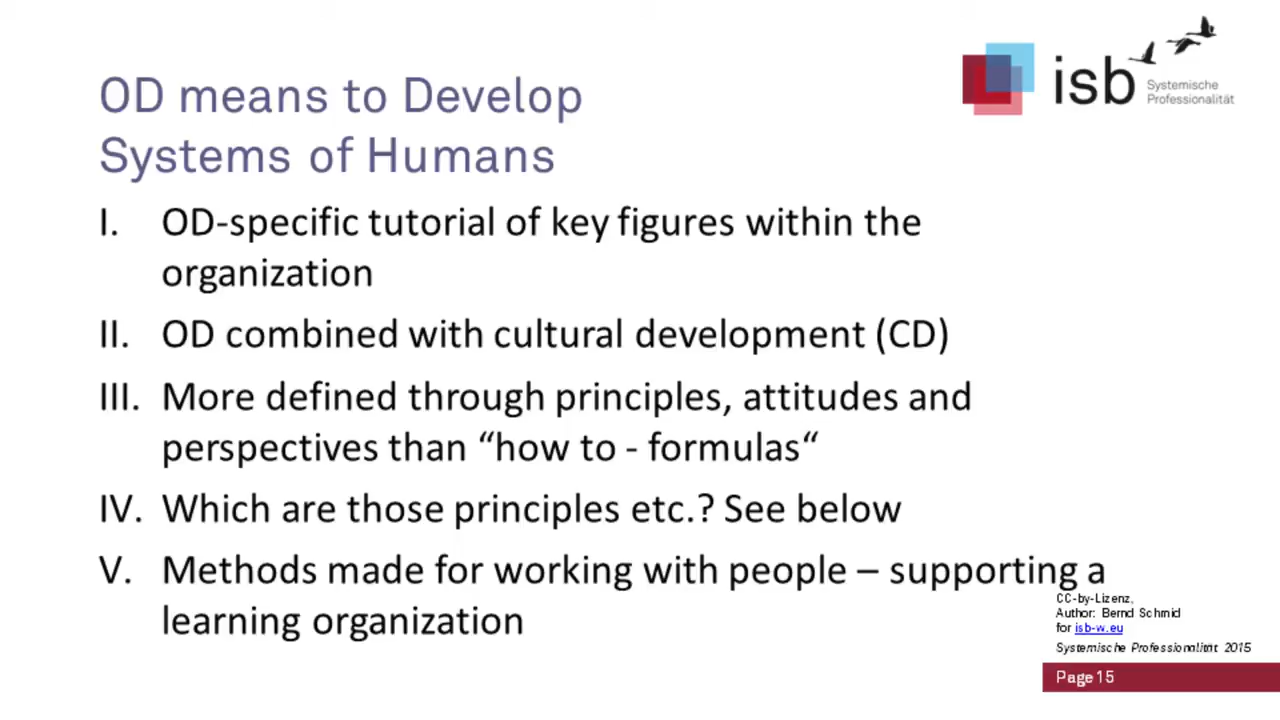 OD means to Develop
Systems of Humans
isb
Systemische
Professionalität
I. OD-specific tutorial of key figures within the
organization
II. OD combined with cultural development (CD)
III. More defined through principles, attitudes and
perspectives than “how to - formulas“
IV. Which are those principles etc.? See below
V. Methods made for working with people – supporting a
learning organization
CC-by-Lizenz,
Author: Bernd Schmid
for isb-w.eu
Systemische Professionalität 2015
Page 15